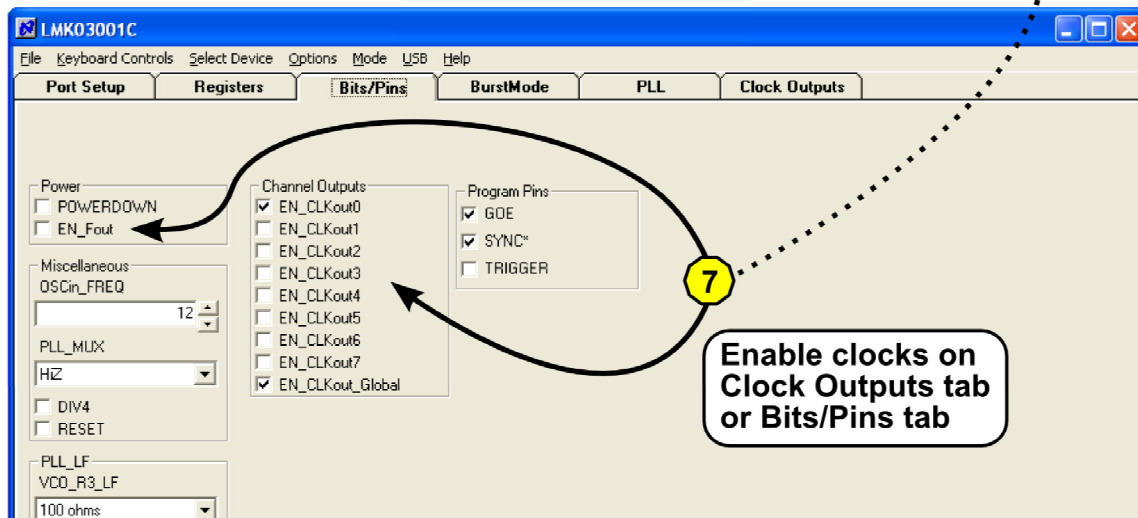 LMK03001C
File Keyboard Controls Select Device Options Mode USB Help
Port Setup Registers Bits/Pins BurstMode PLL Clock Outputs
Power
POWERDOWN
EN_Fout
Miscellaneous
OSCin_FREQ
12
PLL_MUX
HiZ
DIV4
RESET
PLL_LF
VCO_R3_LF
100 ohms
Channel Outputs
EN_CLKout0
EN_CLKout1
EN_CLKout2
EN_CLKout3
EN_CLKout4
EN_CLKout5
EN_CLKout6
EN_CLKout7
EN_CLKout_Global
Program Pins
GOE
SYNC*
TRIGGER
7
Enable clocks on
Clock Outputs tab
or Bits/Pins tab